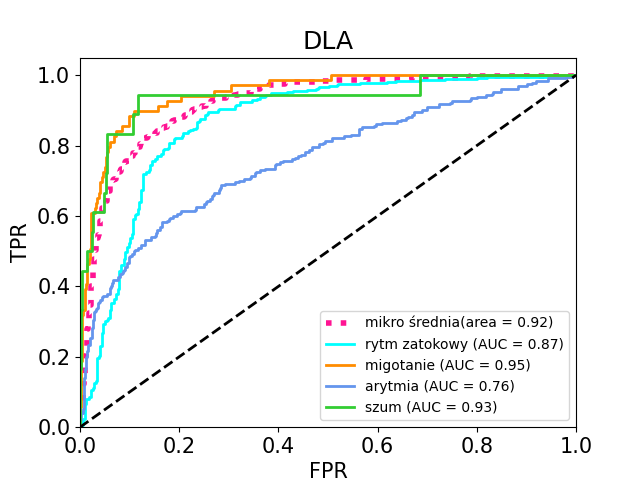 DLA
1.0
0.8
0.6
0.4
0.2
0.0
TPR
mikro średnia(area = 0.92)
rytm zatokowy (AUC = 0.87)
migotanie (AUC = 0.95)
arytmia (AUC = 0.76)
szum (AUC = 0.93)
0.0 0.2 0.4 0.6 0.8 1.0
FPR